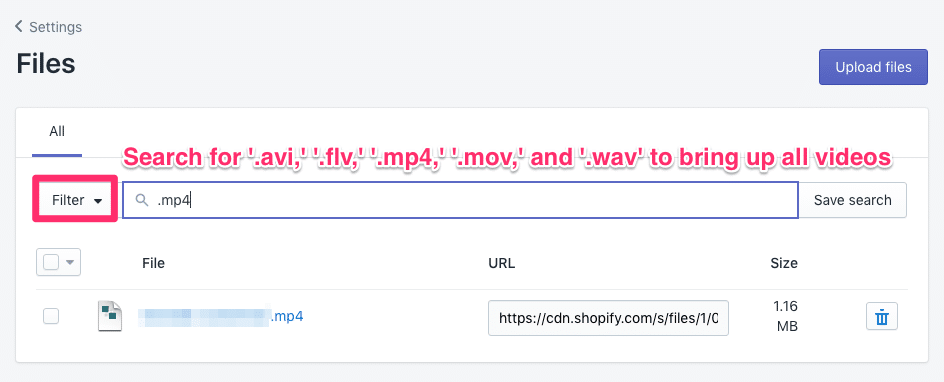 Settings
Files
Upload files
All
Search for '.avi,' '.flv,' '.mp4,' '.mov,' and '.wav' to bring up all videos
Filter
.mp4
Save search
File URL Size
.mp4 https://cdn.shopify.com/s/files/1/0 1.16
MB